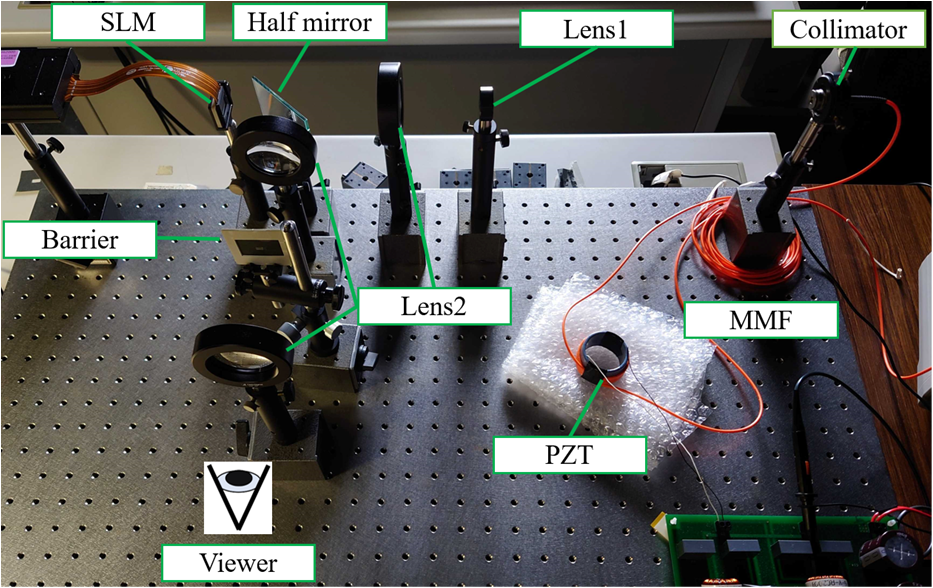 SLM
Half mirror
Lens1
Collimator
Barrier
Lens2
MMF
PZT
Viewer